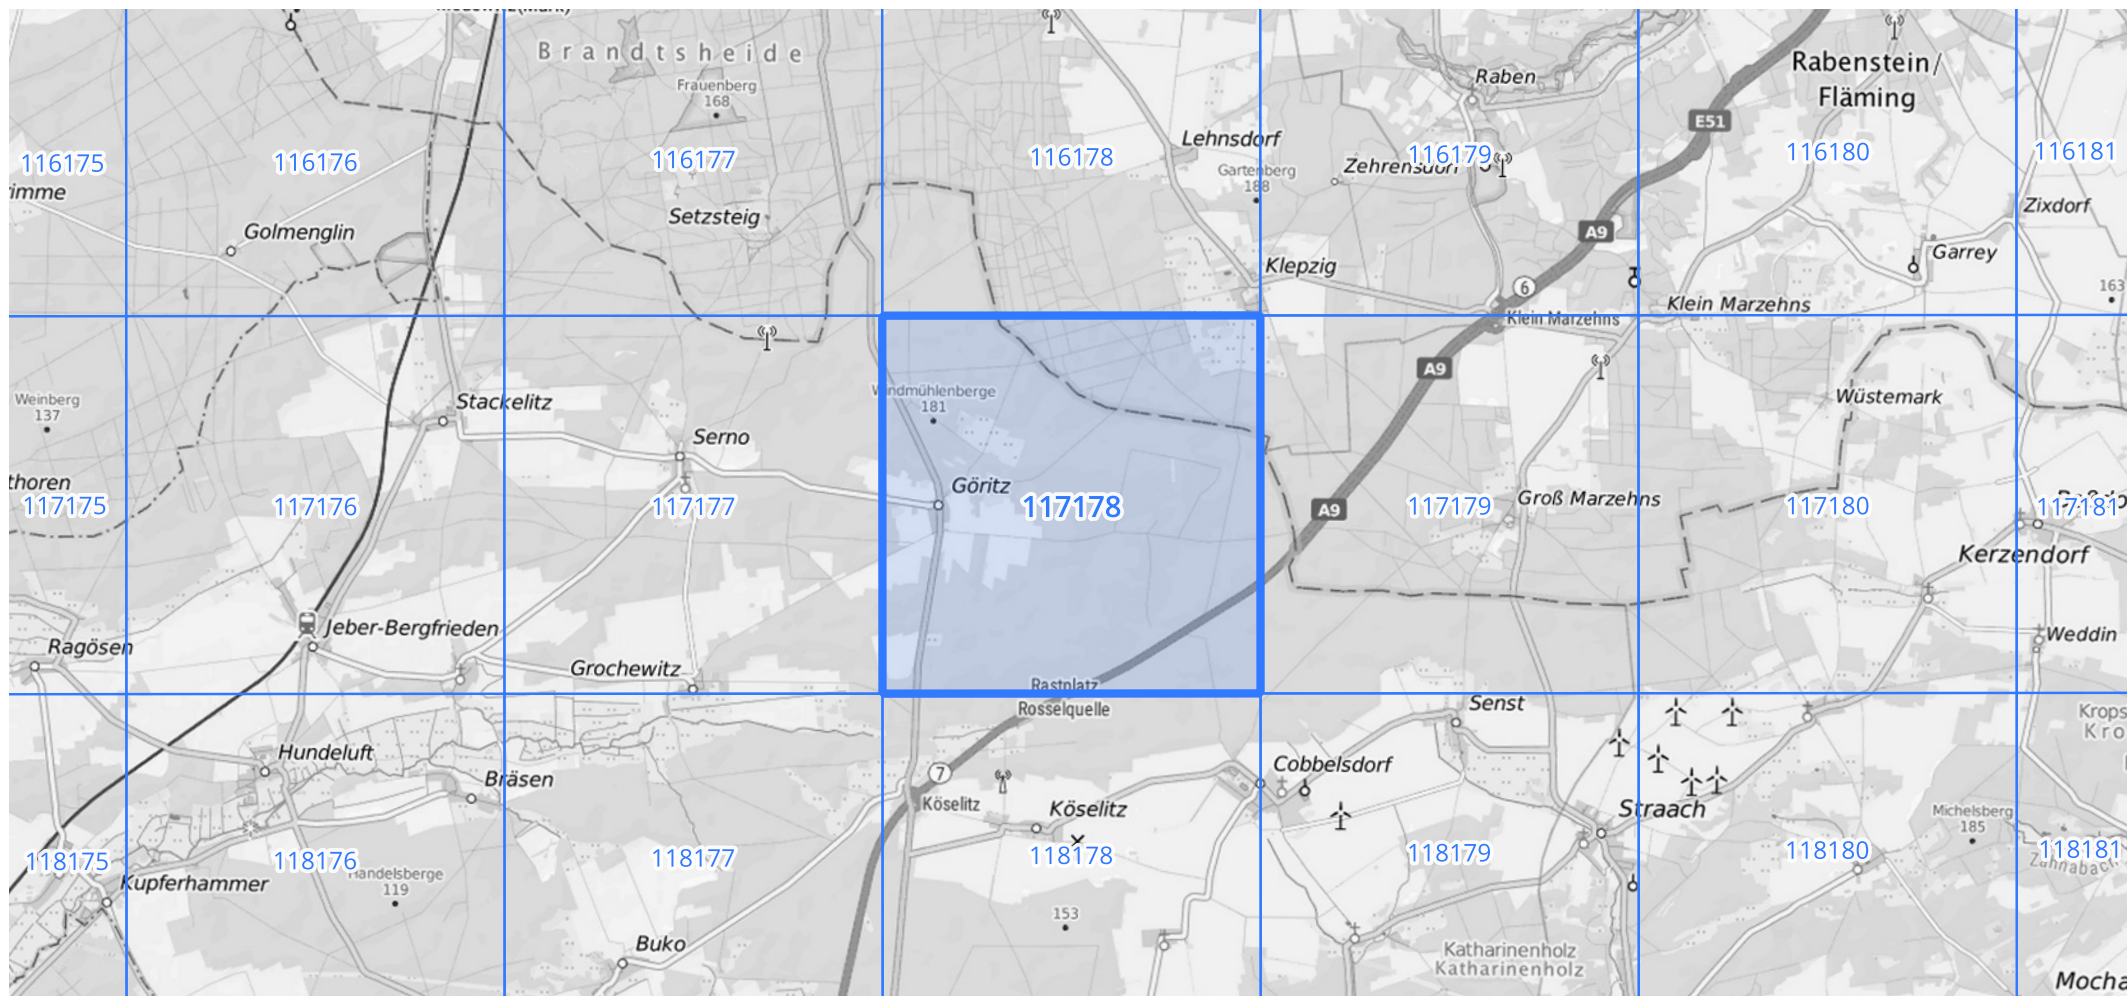 Brandtsheide
Frauenberg
168
Raben
Rabenstein/
Fläming
E51
Lehnsdorf
116175
116176
116177
116178
116179
116180
116181
Zehrensdorf
Gartenberg
188
Setzsteig
Golmenglin
Zixdorf
A9
Garrey
Klepzig
6
163
Klein Marzehns
Klein Marzehns
A9
Weinberg
137
Stackelitz
Windmühlenberge
181
Wüstemark
Serno
thoren
Göritz
A9
Groß Marzehns
117175
117176
117177
117178
117179
117180
117181
Kerzendorf
Jeber-Bergfrieden
Ragösen
Weddin
Grochewitz
Rastplatz
Rosselquelle
Senst
Krops
Kro
Hundeluft
Bräsen
7
Köselitz
Köselitz
Cobbelsdorf
Straach
Michelsberg
185
118175
118176
118177
118178
118179
118180
118181
Zahnabach
Kupferhammer
Handelsberge
119
153
Buko
Katharinenholz
Katharinenholz
Mocha